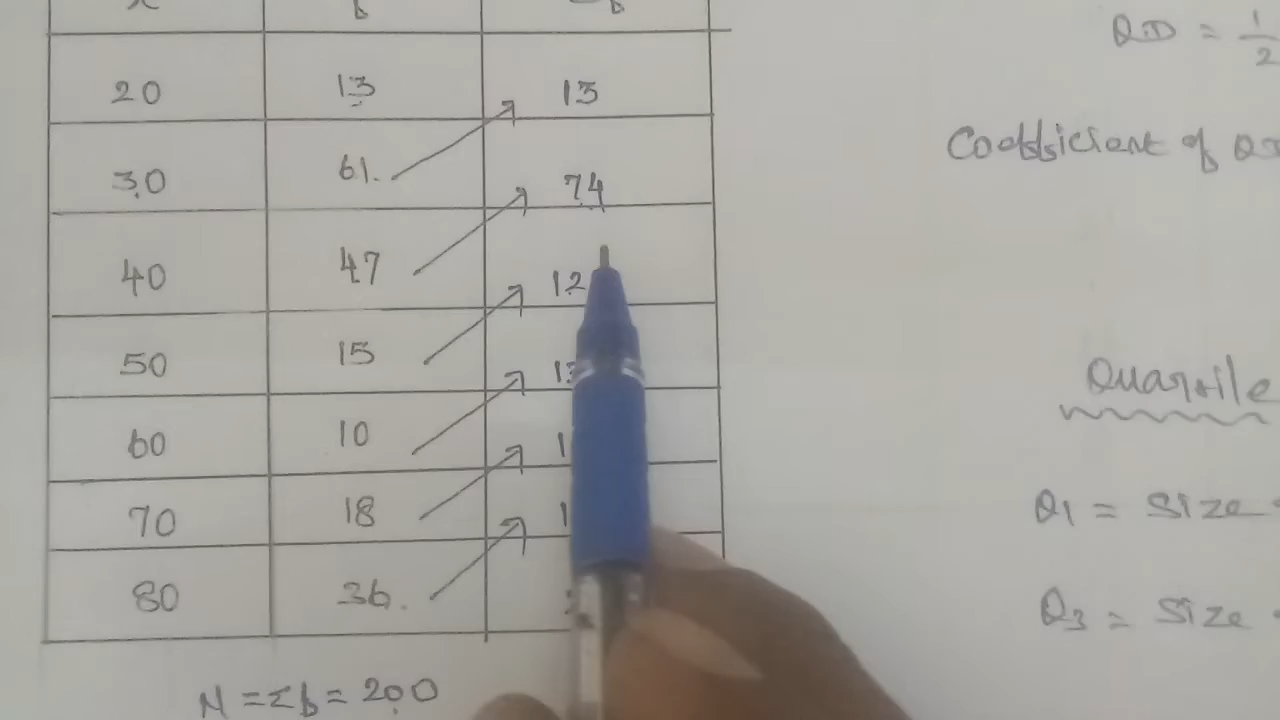 QD = 1/2
20 13 13
Coefficient of
30 61. 74
40 47 12
50 15
Quartile
60 10
Q1 = Size
70 18
80 36.
Q3 = Size
N = Σf = 200